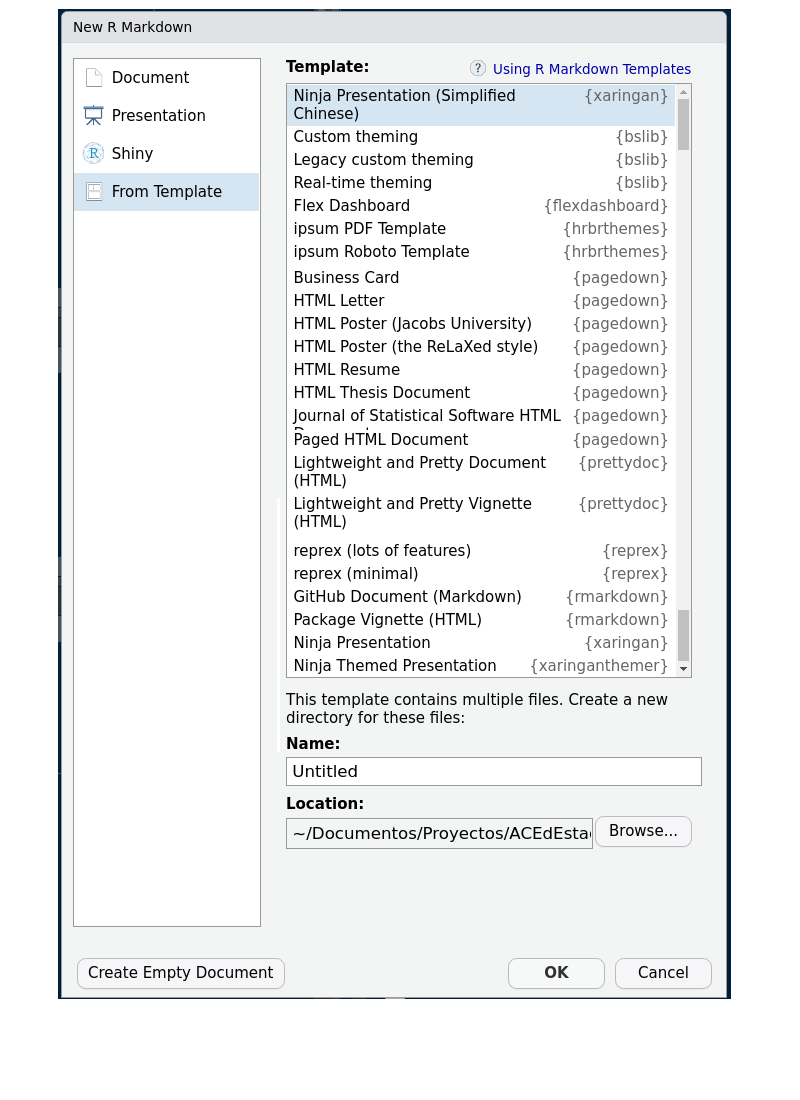 New R Markdown
Document
Presentation
Shiny
From Template
Template:
? Using R Markdown Templates
Ninja Presentation (Simplified {xaringan}
Chinese)
Custom theming {bslib}
Legacy custom theming {bslib}
Real-time theming {bslib}
Flex Dashboard {flexdashboard}
ipsum PDF Template {hrbrthemes}
ipsum Roboto Template {hrbrthemes}
Business Card {pagedown}
HTML Letter {pagedown}
HTML Poster (Jacobs University) {pagedown}
HTML Poster (the ReLaXed style) {pagedown}
HTML Resume {pagedown}
HTML Thesis Document {pagedown}
Journal of Statistical Software HTML {pagedown}
Paged HTML Document {pagedown}
Lightweight and Pretty Document {prettydoc}
(HTML)
Lightweight and Pretty Vignette {prettydoc}
(HTML)
reprex (lots of features) {reprex}
reprex (minimal) {reprex}
GitHub Document (Markdown) {rmarkdown}
Package Vignette (HTML) {rmarkdown}
Ninja Presentation {xaringan}
Ninja Themed Presentation {xaringanthemer}
This template contains multiple files. Create a new
directory for these files:
Name:
Untitled
Location:
~/Documentos/Proyectos/ACEdEsta
Browse...
Create Empty Document
OK
Cancel